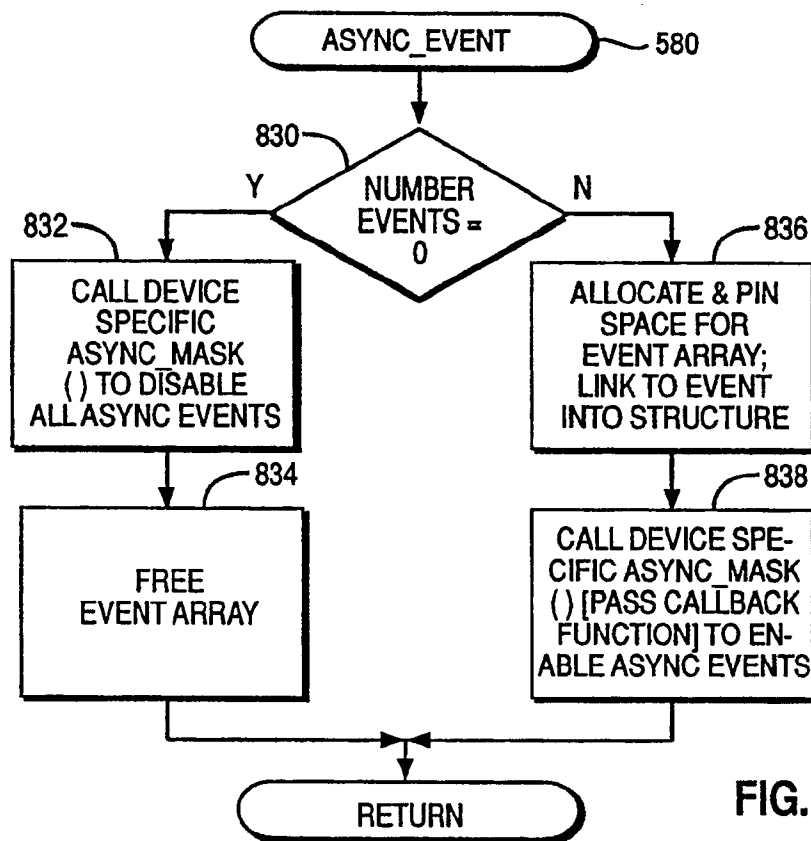 ASYNC_EVENT
580
830
Y
NUMBER
EVENTS =
0
N
832
CALL DEVICE
SPECIFIC
ASYNC_MASK
( ) TO DISABLE
ALL ASYNC EVENTS
836
ALLOCATE & PIN
SPACE FOR
EVENT ARRAY;
LINK TO EVENT
INTO STRUCTURE
834
FREE
EVENT ARRAY
838
CALL DEVICE SPE-
CIFIC ASYNC_MASK
( ) [PASS CALLBACK
FUNCTION] TO EN-
ABLE ASYNC EVENTS
RETURN
FIG.